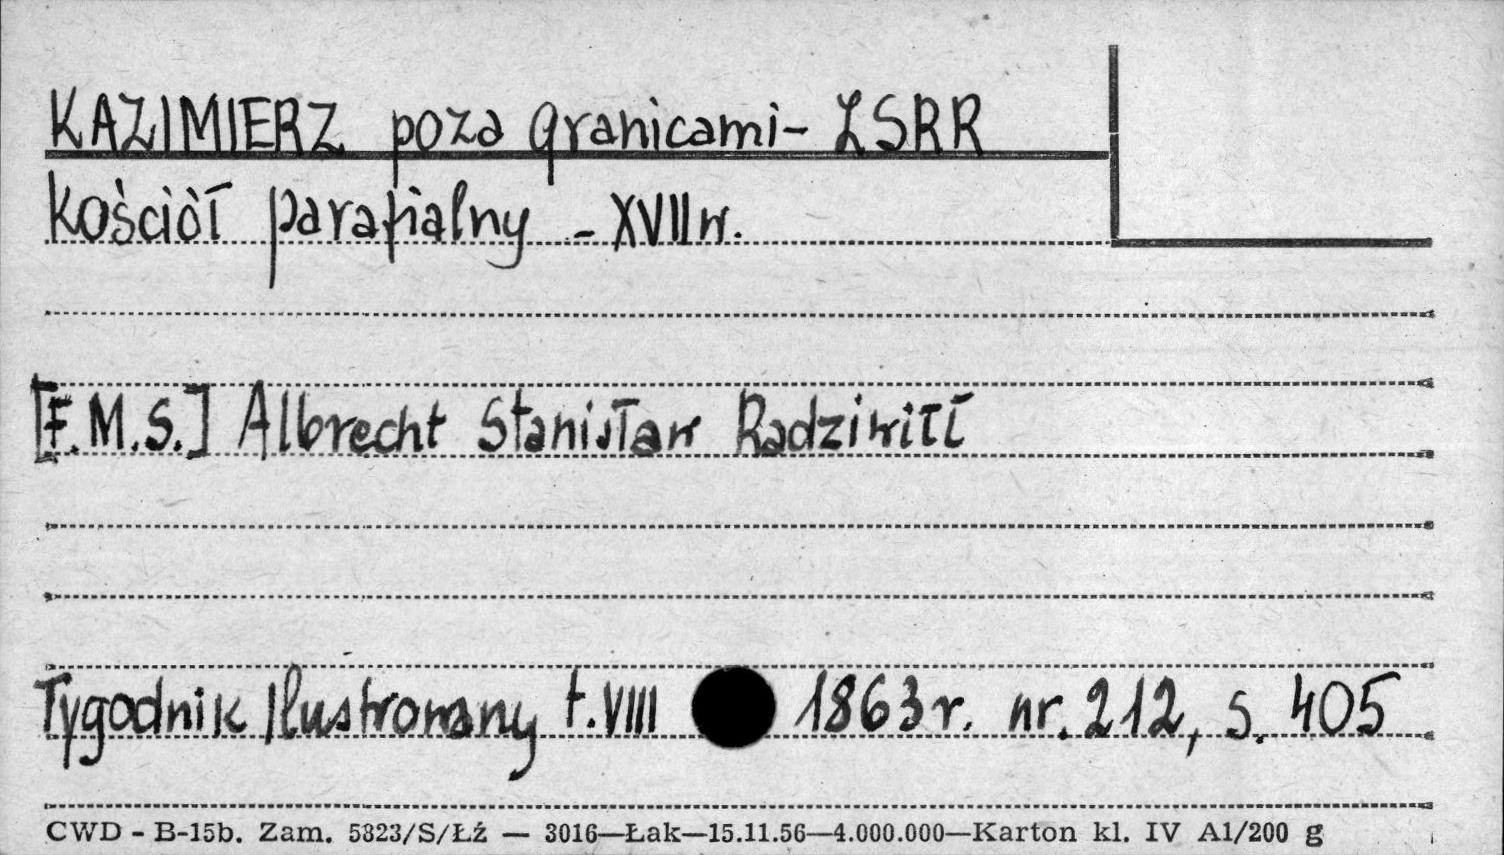 KAZIMIERZ poza granicami - ZSRR
Kościół parafialny - XVII w.
[F.M.S.] Albrecht Stanisław Radziwiłł
Tygodnik Ilustrowany t. VIII 1863 r. nr. 212, s. 405
CWD - B-15b. Zam. 5323/S/Łź — 3016—Łak—15.11.56—4.000.000—Karton kl. IV A1/200 g